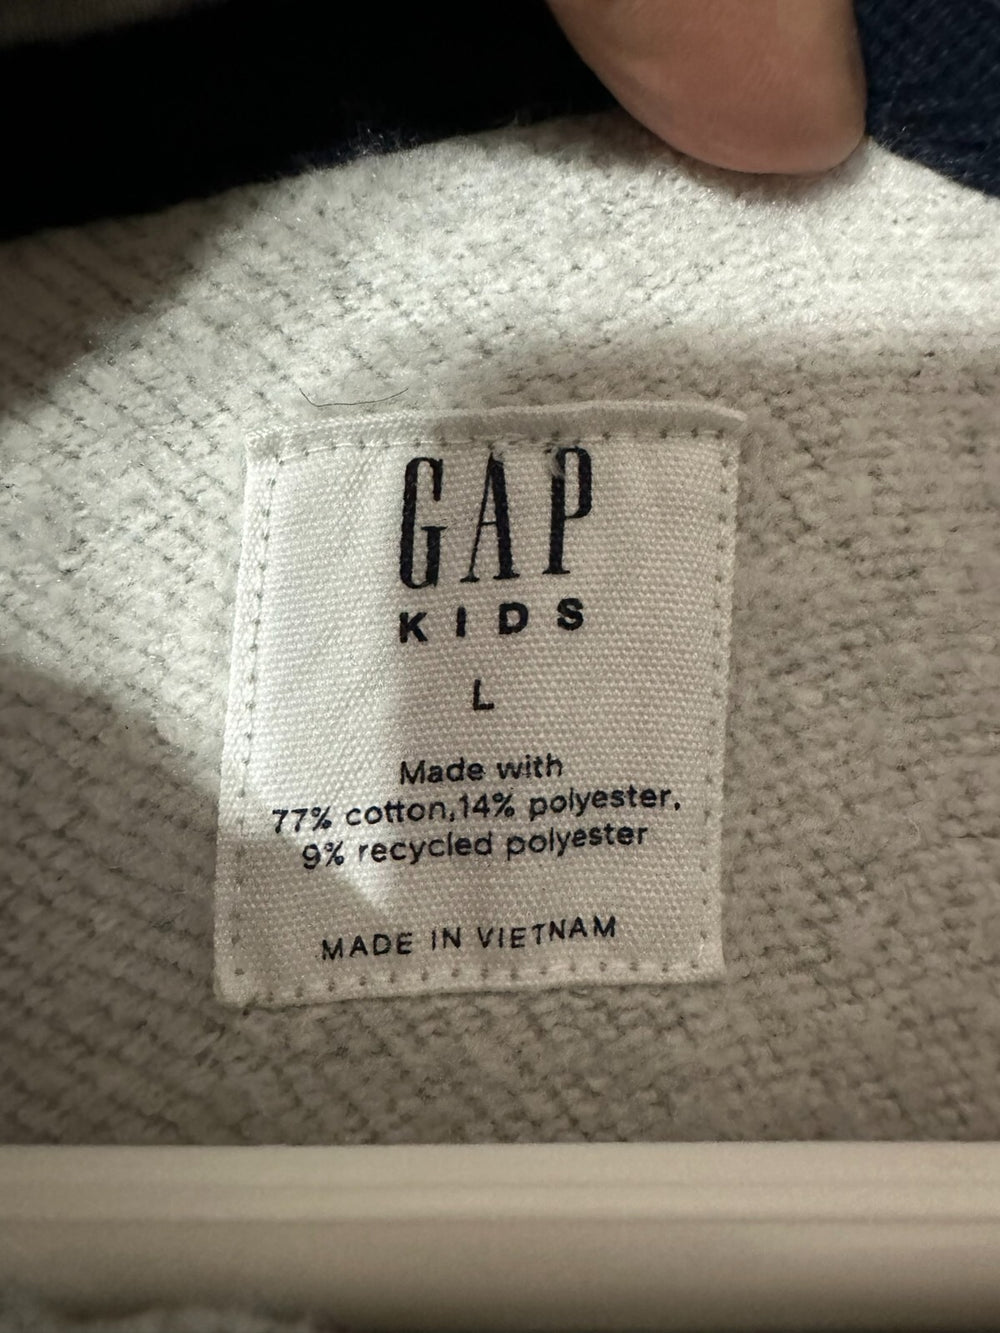 GAP
KIDS
L
Made with
77% cotton,14% polyester,
9% recycled polyester
MADE IN VIETNAM